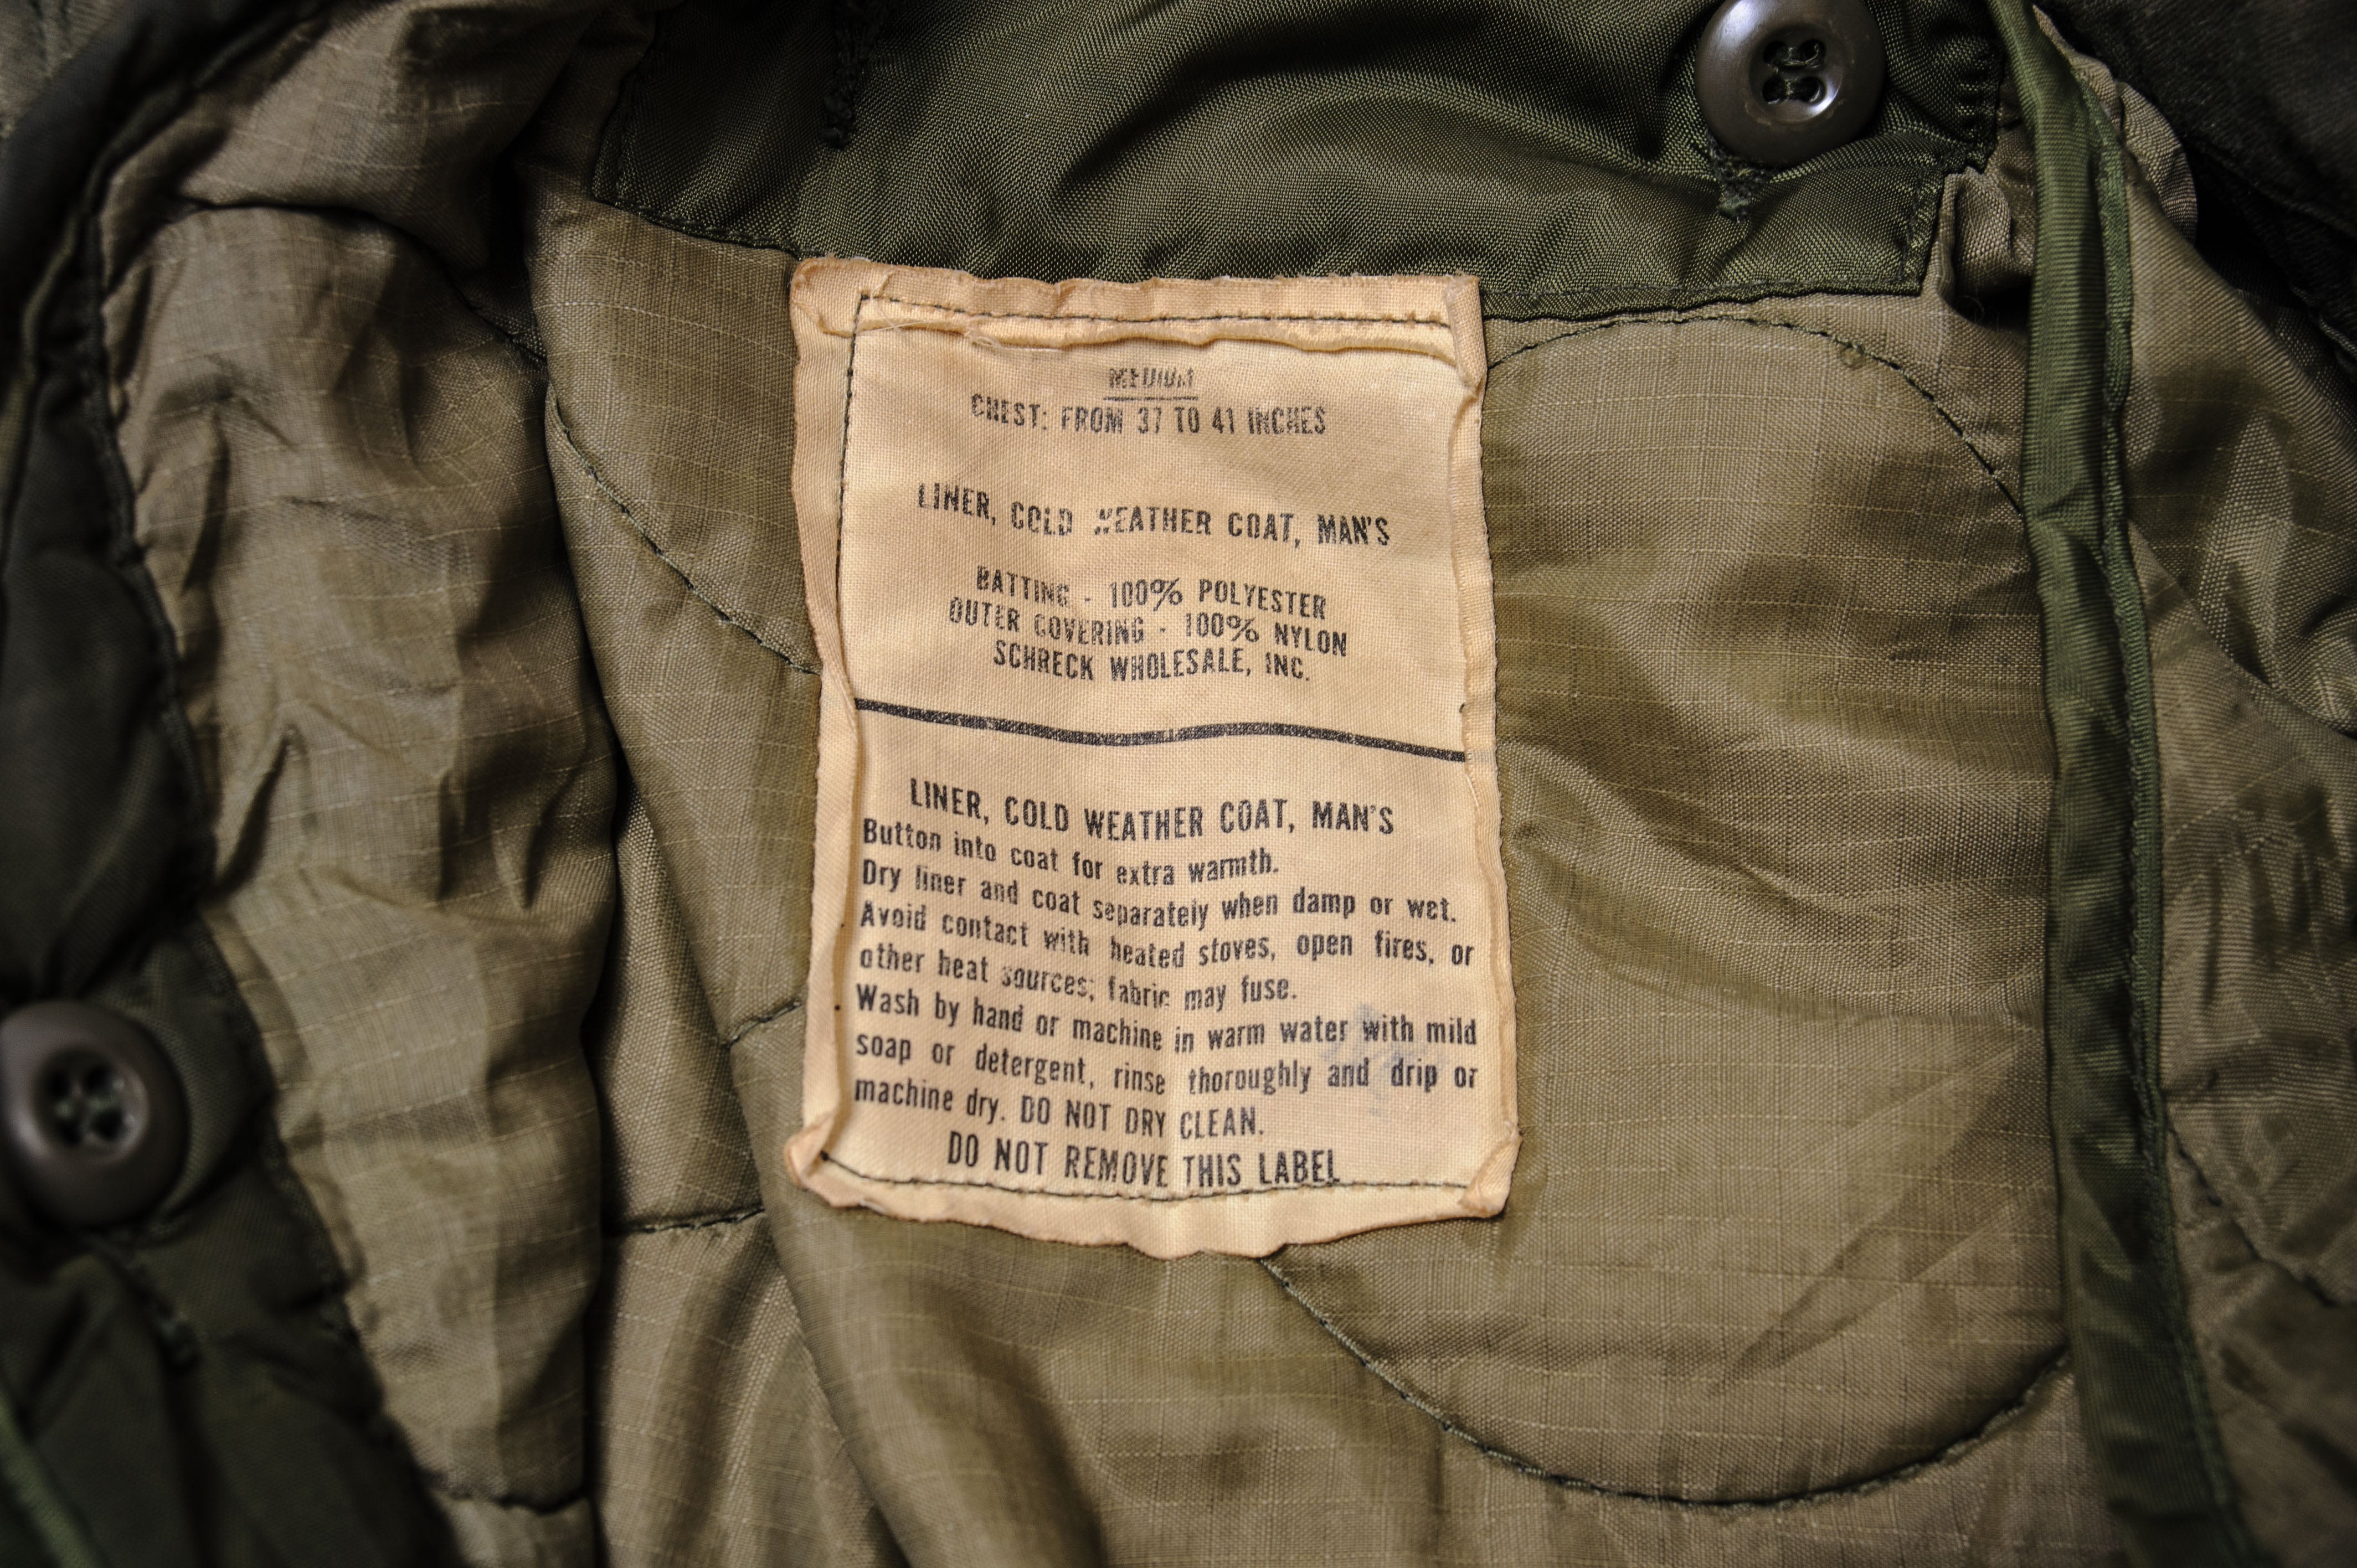 MEDIUM
CHEST: FROM 37 TO 41 INCHES
LINER, COLD WEATHER COAT, MAN'S
BATTING - 100% POLYESTER
OUTER COVERING - 100% NYLON
SCHRECK WHOLESALE, INC.
LINER, COLD WEATHER COAT, MAN'S
Button into coat for extra warmth.
Dry liner and coat separately when damp or wet.
Avoid contact with heated stoves, open fires, or
other heat sources; fabric may fuse.
Wash by hand or machine in warm water with mild
soap or detergent, rinse thoroughly and drip or
machine dry. DO NOT DRY CLEAN.
DO NOT REMOVE THIS LABEL